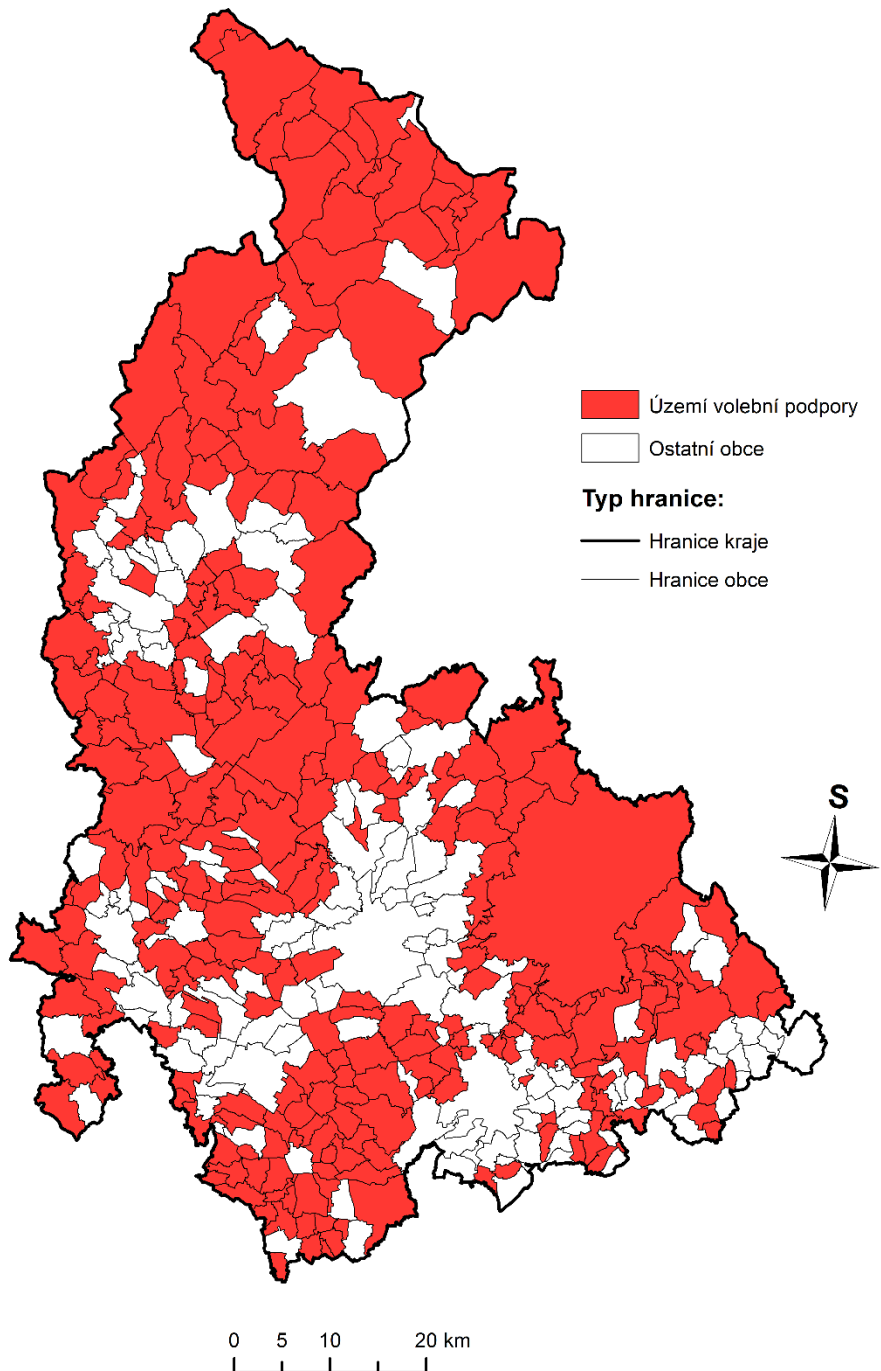 Území volební podpory
Ostatní obce
Typ hranice:
Hranice kraje
Hranice obce
S
0 5 10 20 km